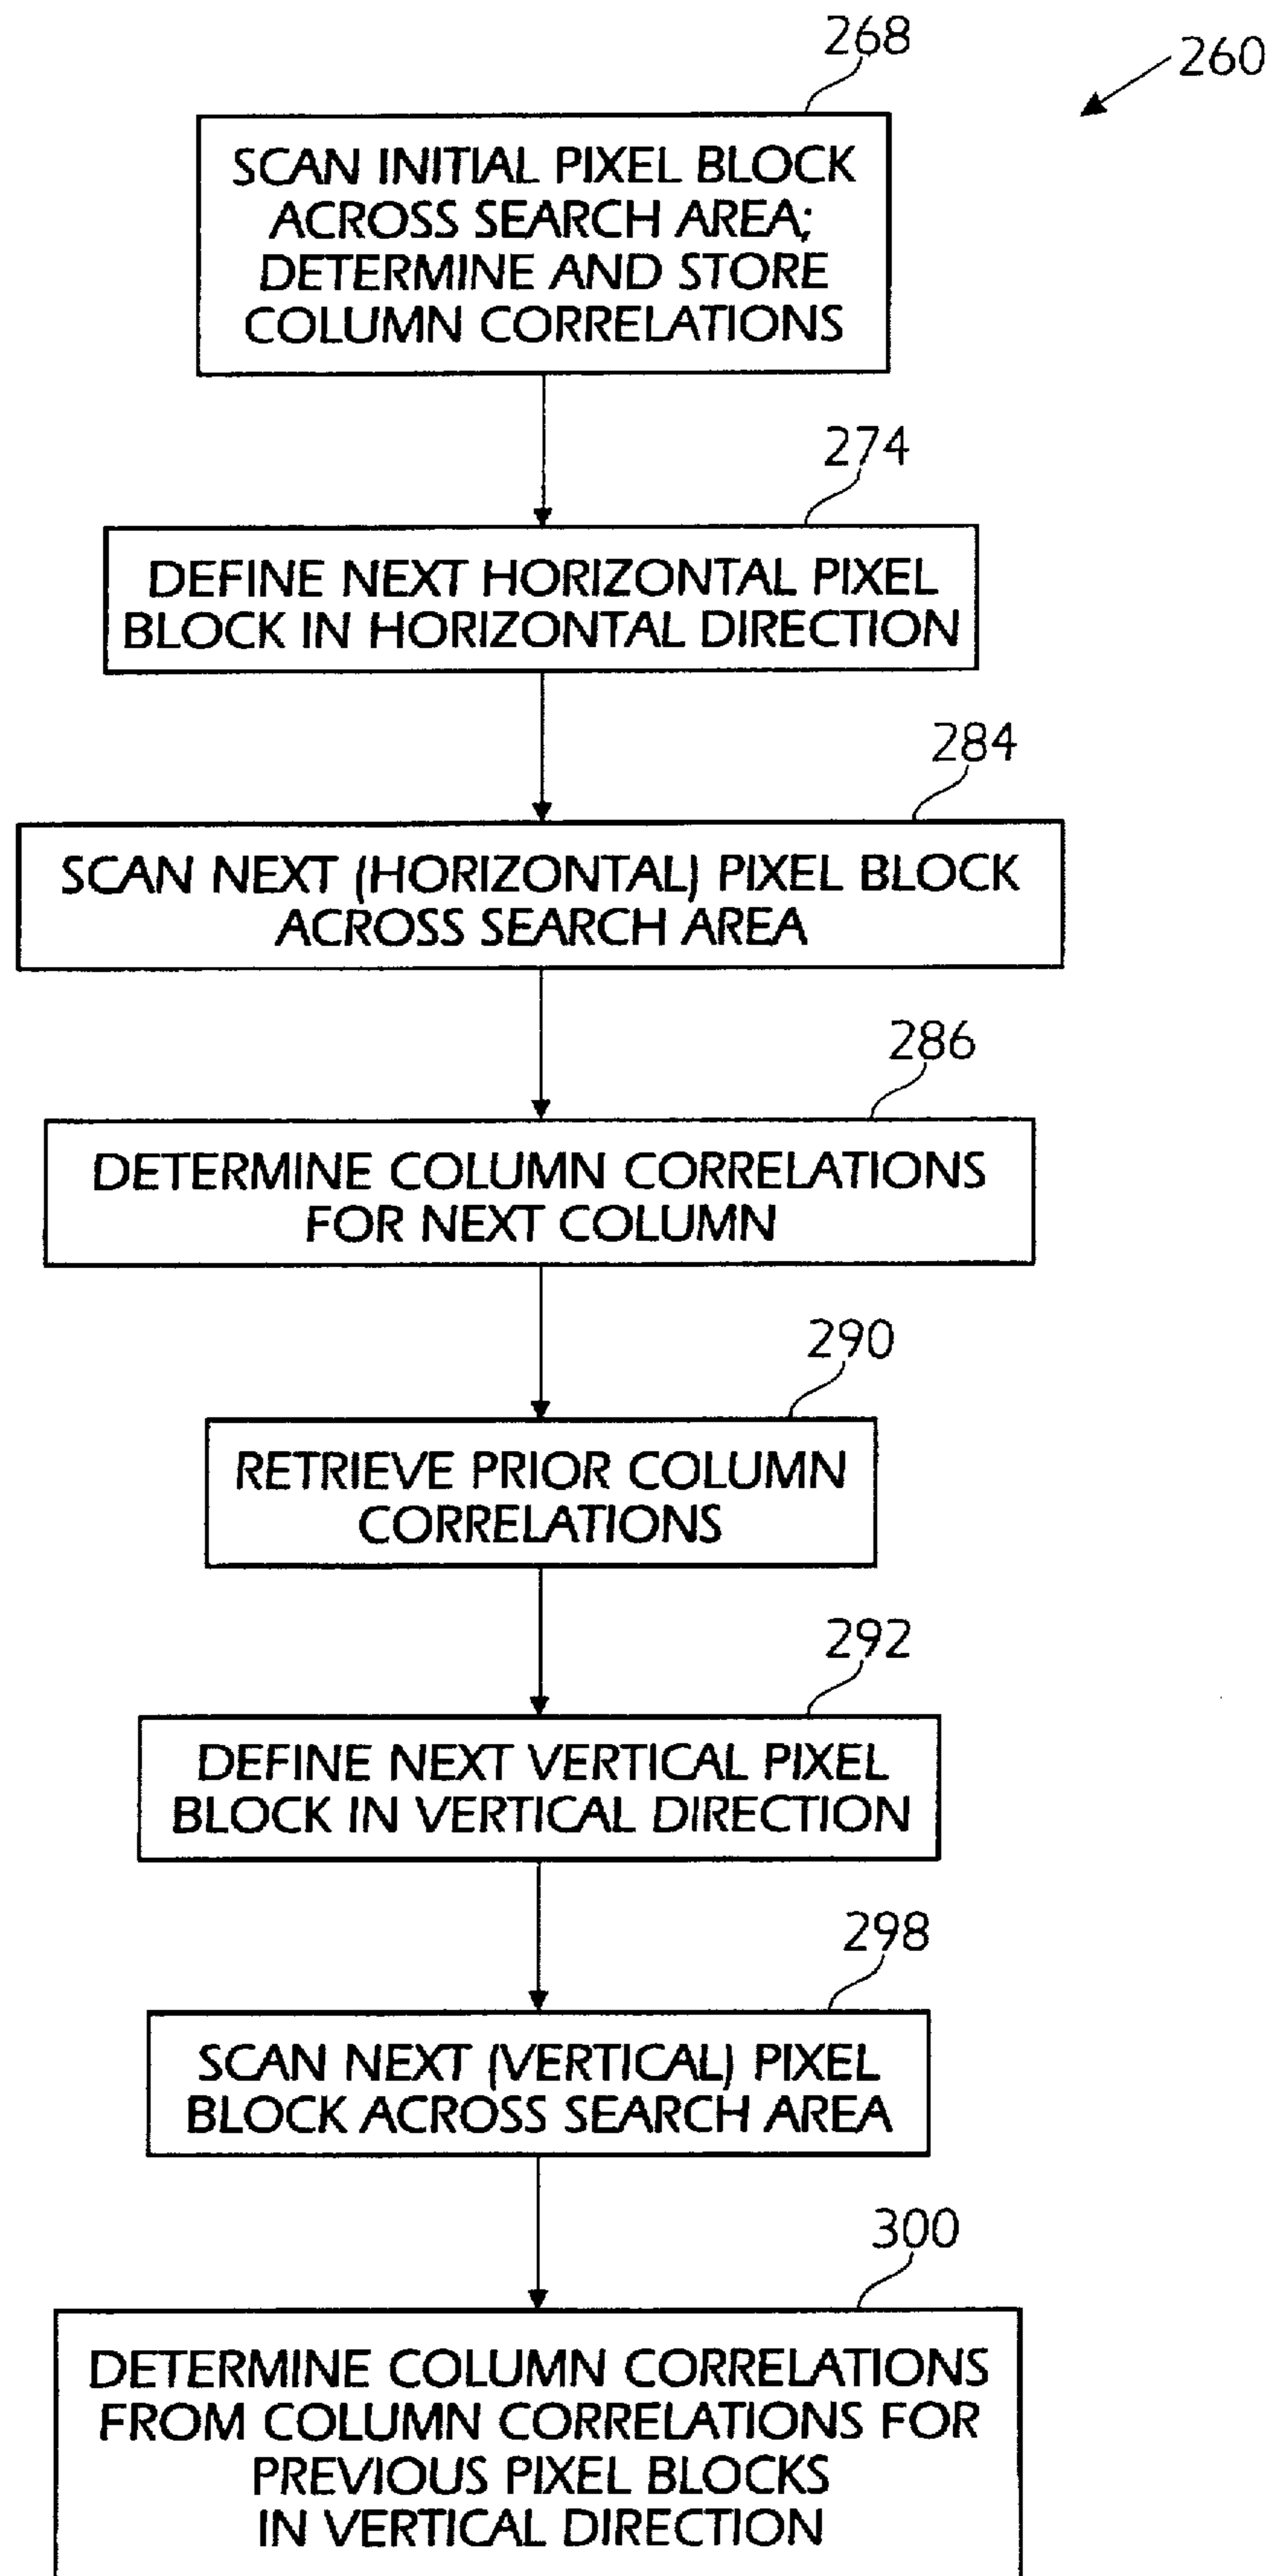 268
260
SCAN INITIAL PIXEL BLOCK
ACROSS SEARCH AREA;
DETERMINE AND STORE
COLUMN CORRELATIONS
274
DEFINE NEXT HORIZONTAL PIXEL
BLOCK IN HORIZONTAL DIRECTION
284
SCAN NEXT (HORIZONTAL) PIXEL BLOCK
ACROSS SEARCH AREA
286
DETERMINE COLUMN CORRELATIONS
FOR NEXT COLUMN
290
RETRIEVE PRIOR COLUMN
CORRELATIONS
292
DEFINE NEXT VERTICAL PIXEL
BLOCK IN VERTICAL DIRECTION
298
SCAN NEXT (VERTICAL) PIXEL
BLOCK ACROSS SEARCH AREA
300
DETERMINE COLUMN CORRELATIONS
FROM COLUMN CORRELATIONS FOR
PREVIOUS PIXEL BLOCKS
IN VERTICAL DIRECTION